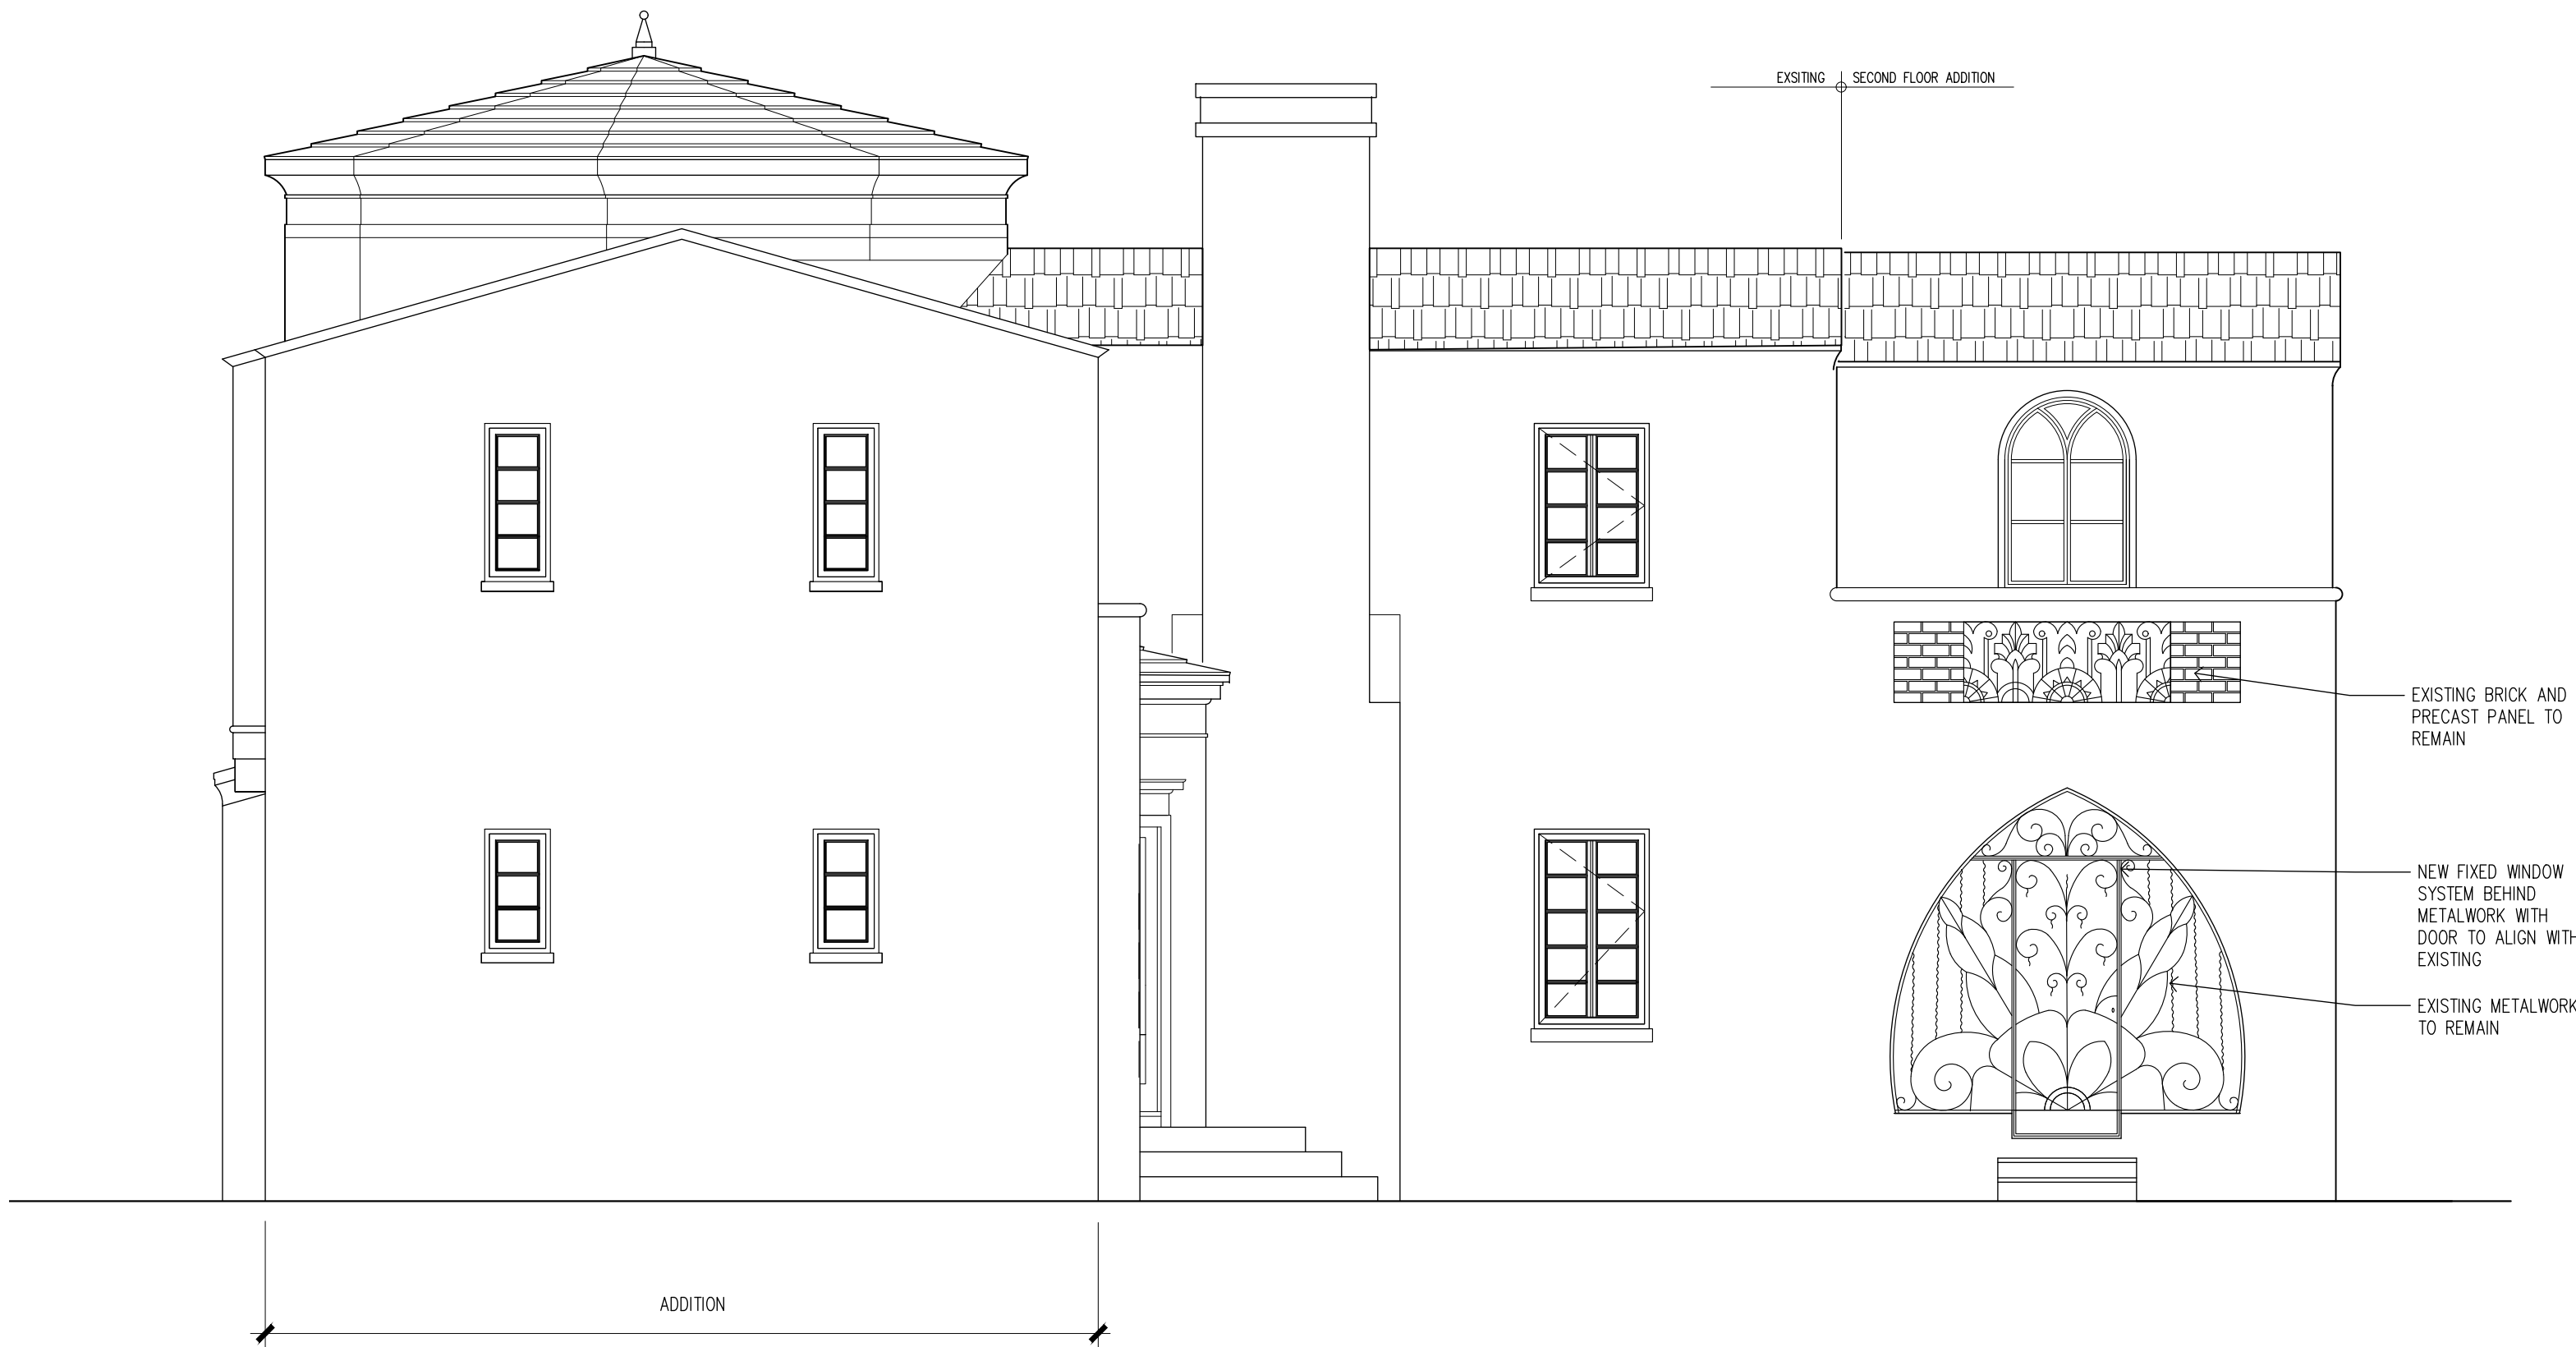 EXSITING
SECOND FLOOR ADDITION
EXISTING BRICK AND
PRECAST PANEL TO
REMAIN
NEW FIXED WINDOW
SYSTEM BEHIND
METALWORK WITH
DOOR TO ALIGN WITH
EXISTING
EXISTING METALWORK
TO REMAIN
ADDITION